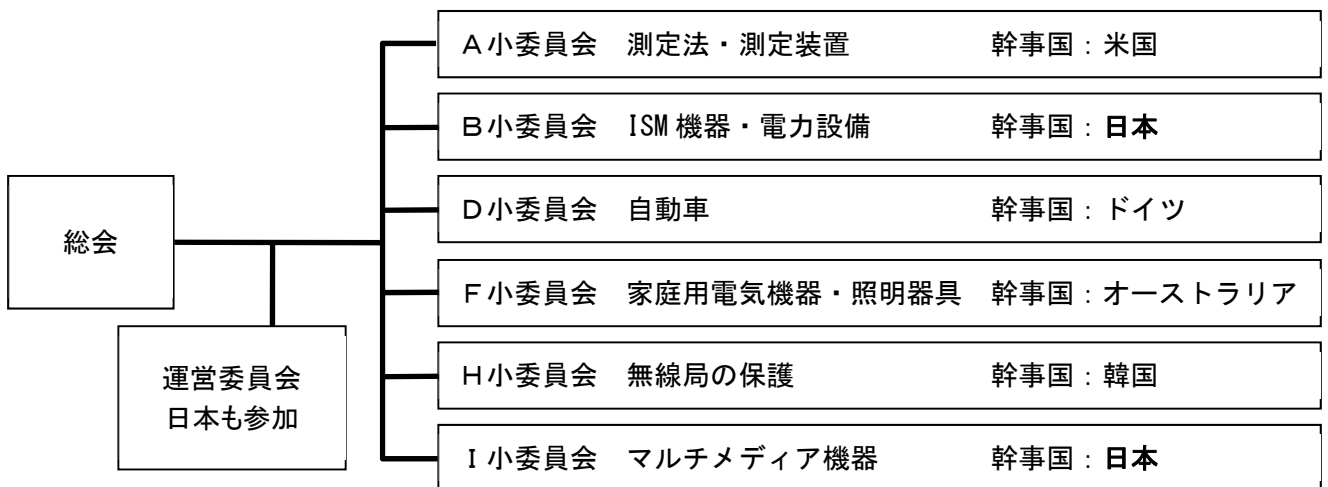 A小委員会　測定法・測定装置　幹事国：米国
B小委員会　ISM機器・電力設備　幹事国：日本
D小委員会　自動車　幹事国：ドイツ
総会
F小委員会　家庭用電気機器・照明器具　幹事国：オーストラリア
運営委員会
日本も参加
H小委員会　無線局の保護　幹事国：韓国
I小委員会　マルチメディア機器　幹事国：日本